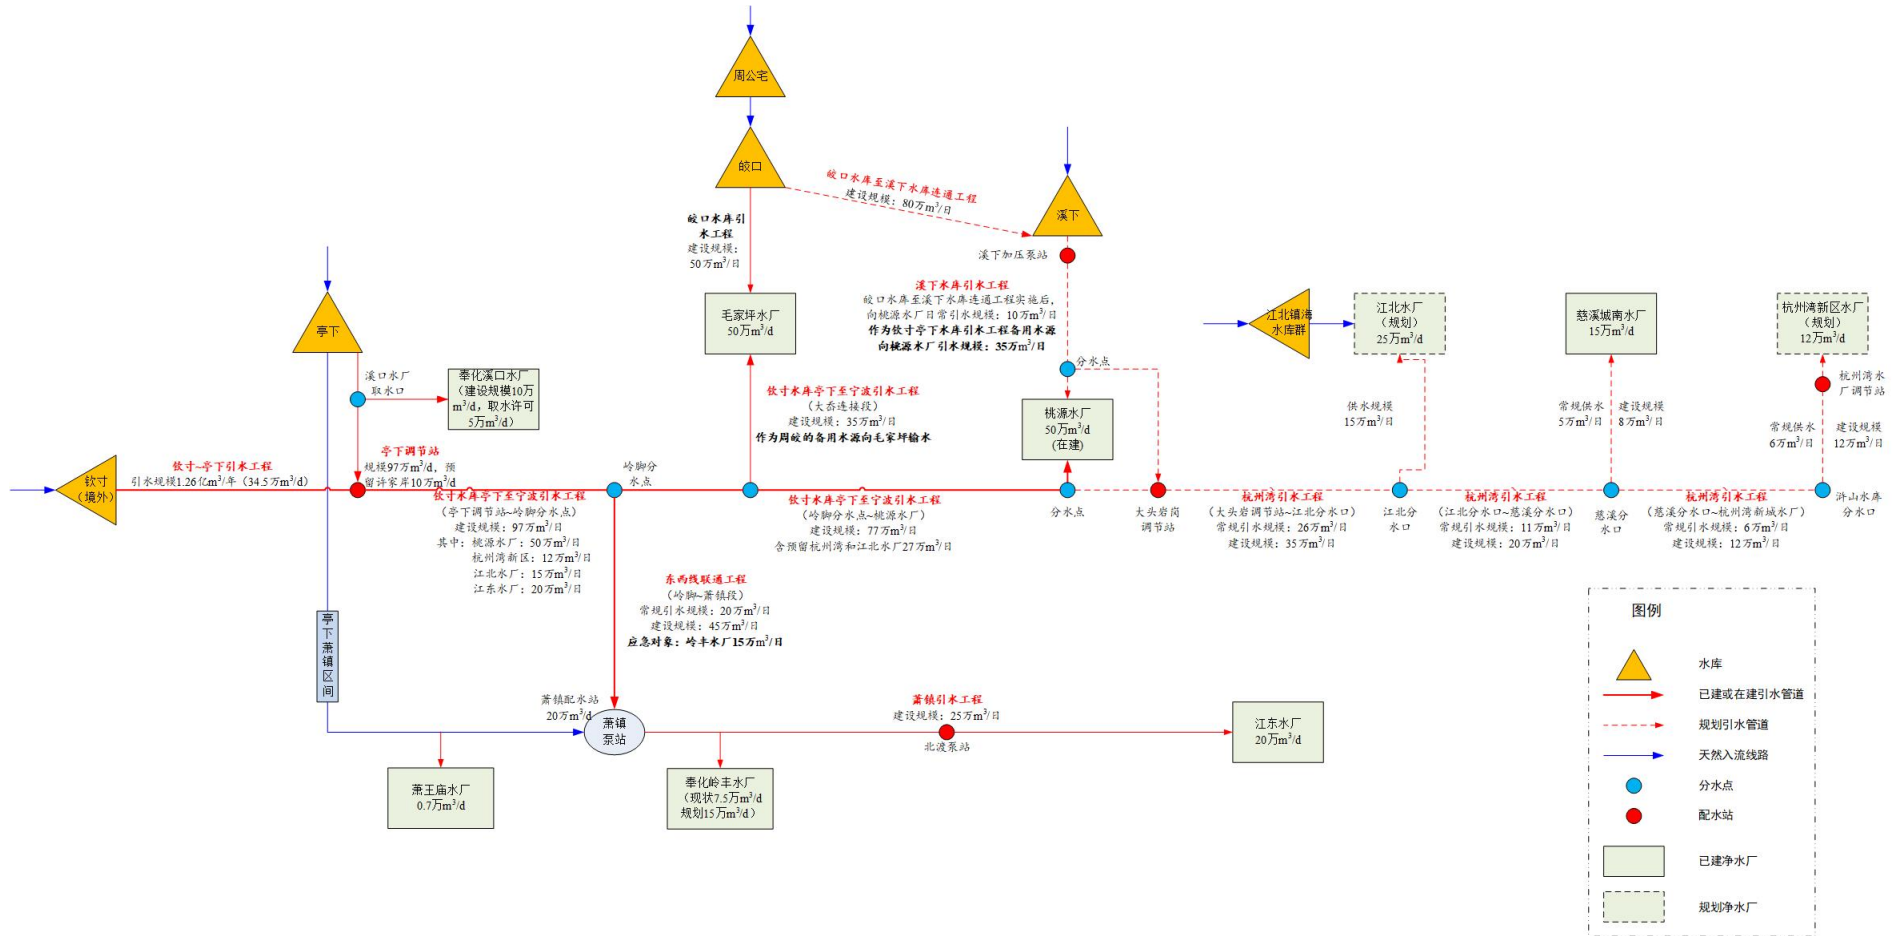 周公宅
皎口
皎口水库至溪下水库连通工程
建设规模：80万m³/日
溪下
皎口水库引
水工程
建设规模：
50万m³/日
溪下加压泵站
毛家坪水厂
50万m³/d
溪下水库引水工程
皎口水库至溪下水库连通工程实施后，
向桃源水厂日常引水规模：10万m³/日
作为钦寸亭下水库引水工程备用水源
向桃源水厂引水规模：35万m³/日
分水点
江北镇海
水库群
江北水厂
（规划）
25万m³/d
慈溪城南水厂
15万m³/d
杭州湾新区水厂
（规划）
12万m³/d
杭州湾水
厂调节站
亭下
溪口水厂
取水口
奉化溪口水厂
（建设规模10万
m³/d，取水许可
5万m³/d）
钦寸水库亭下至宁波引水工程
（大岙连接段）
建设规模：35万m³/日
作为周皎的备用水源向毛家坪输水
桃源水厂
50万m³/d
(在建)
供水规模
15万m³/日
常规供水
5万m³/日
建设规模
8万m³/日
常规供水
6万m³/日
建设规模
12万m³/日
钦寸
（境外）
钦寸~亭下引水工程
引水规模1.26亿m³/年（34.5万m³/d）
亭下调节站
规模97万m³/d，预
留许家岸10万m³/d
岭脚分
水点
钦寸水库亭下至宁波引水工程
（亭下调节站~岭脚分水点）
建设规模：97万m³/日
其中：桃源水厂：50万m³/日
杭州湾新区：12万m³/日
江北水厂：15万m³/日
江东水厂：20万m³/日
钦寸水库亭下至宁波引水工程
（岭脚分水点~桃源水厂）
建设规模：77万m³/日
含预留杭州湾和江北水厂27万m³/日
分水点
大头岩岗
调节站
杭州湾引水工程
（大头岩调节站~江北分水口）
常规引水规模：26万m³/日
建设规模：35万m³/日
江北分
水口
杭州湾引水工程
（江北分水口~慈溪分水口）
常规引水规模：11万m³/日
建设规模：20万m³/日
慈溪分
水口
杭州湾引水工程
（慈溪分水口~杭州湾新城水厂）
常规引水规模：6万m³/日
建设规模：12万m³/日
浒山水库
分水口
东西线联通工程
（岭脚~萧镇段）
常规引水规模：20万m³/日
建设规模：45万m³/日
应急对象：岭丰水厂15万m³/日
亭下萧镇区间
萧镇配水站
20万m³/d
萧镇
泵站
萧镇引水工程
建设规模：25万m³/日
北渡泵站
江东水厂
20万m³/d
萧王庙水厂
0.7万m³/d
奉化岭丰水厂
（现状7.5万m³/d
规划15万m³/d）
图例
水库
已建或在建引水管道
规划引水管道
天然入流线路
分水点
配水站
已建净水厂
规划净水厂